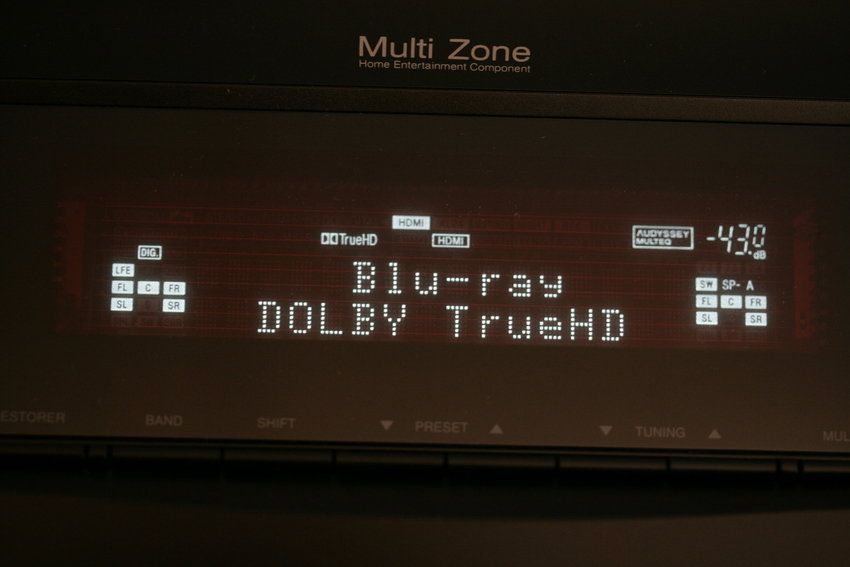 Multi Zone
Home Entertainment Component
HDMI
DIG.
TrueHD
HDMI
AUDYSSEY
MULTEQ
-43.0
dB
LFE
FL C FR
SL SR
Blu-ray
DOLBY TrueHD
SW SP- A
FL C FR
SL SR
ESTORER BAND SHIFT ▼ PRESET ▲ ▼ TUNING ▲ MUL